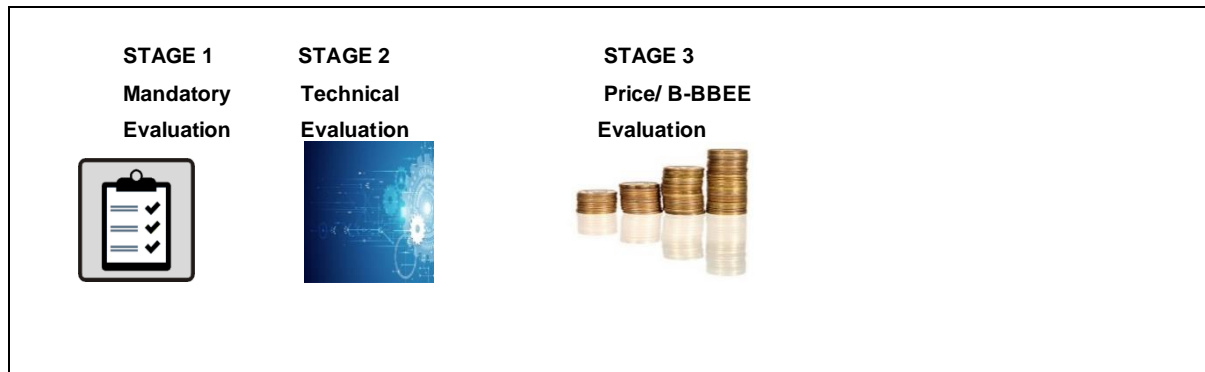 STAGE 1 STAGE 2 STAGE 3
Mandatory Technical Price/ B-BBEE
Evaluation Evaluation Evaluation